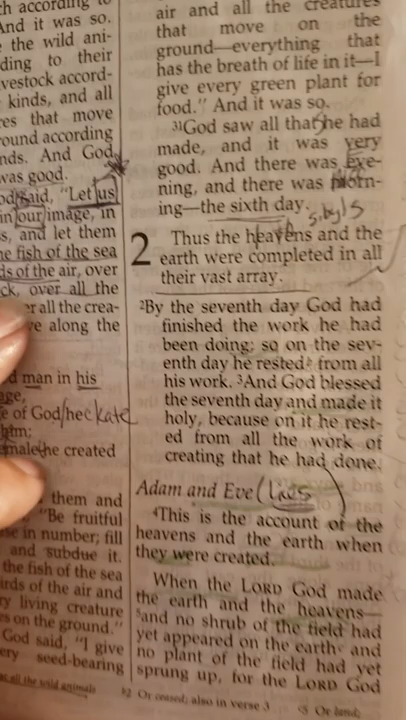 ch according to
And it was so.
the wild ani-
ding to their
vestock accord-
kinds, and all
res that move
ound according
nds. And God
was good.
od said, "Let us
in our image, in
s, and let them
he fish of the sea
ds of the air, over
ck, over all the
er all the crea-
ve along the
d man in his
age,
e of God he ckate
him;
male he created
them and
"Be fruitful
se in number; fill
and subdue it.
the fish of the sea
irds of the air and
ry living creature
es on the ground."
God said, "I give
ery seed-bearing
at all the wild animals
air and all the creatures
that move on the
ground—everything that
has the breath of life in it—I
give every green plant for
food." And it was so.
31God saw all that he had
made, and it was very
good. And there was eve-
ning, and there was morn-
ing—the sixth day.
2 Thus the heavens and the
earth were completed in all
their vast array.
2By the seventh day God had
finished the work he had
been doing; so on the sev-
enth day he rested from all
his work. 3And God blessed
the seventh day and made it
holy, because on it he rest-
ed from all the work of
creating that he had done.
Adam and Eve
4This is the account of the
heavens and the earth when
they were created.
When the LORD God made
the earth and the heavens—
5and no shrub of the field had
yet appeared on the earth and
no plant of the field had yet
sprung up, for the LORD God
2 Or ceased; also in verse 3
5 Or land;